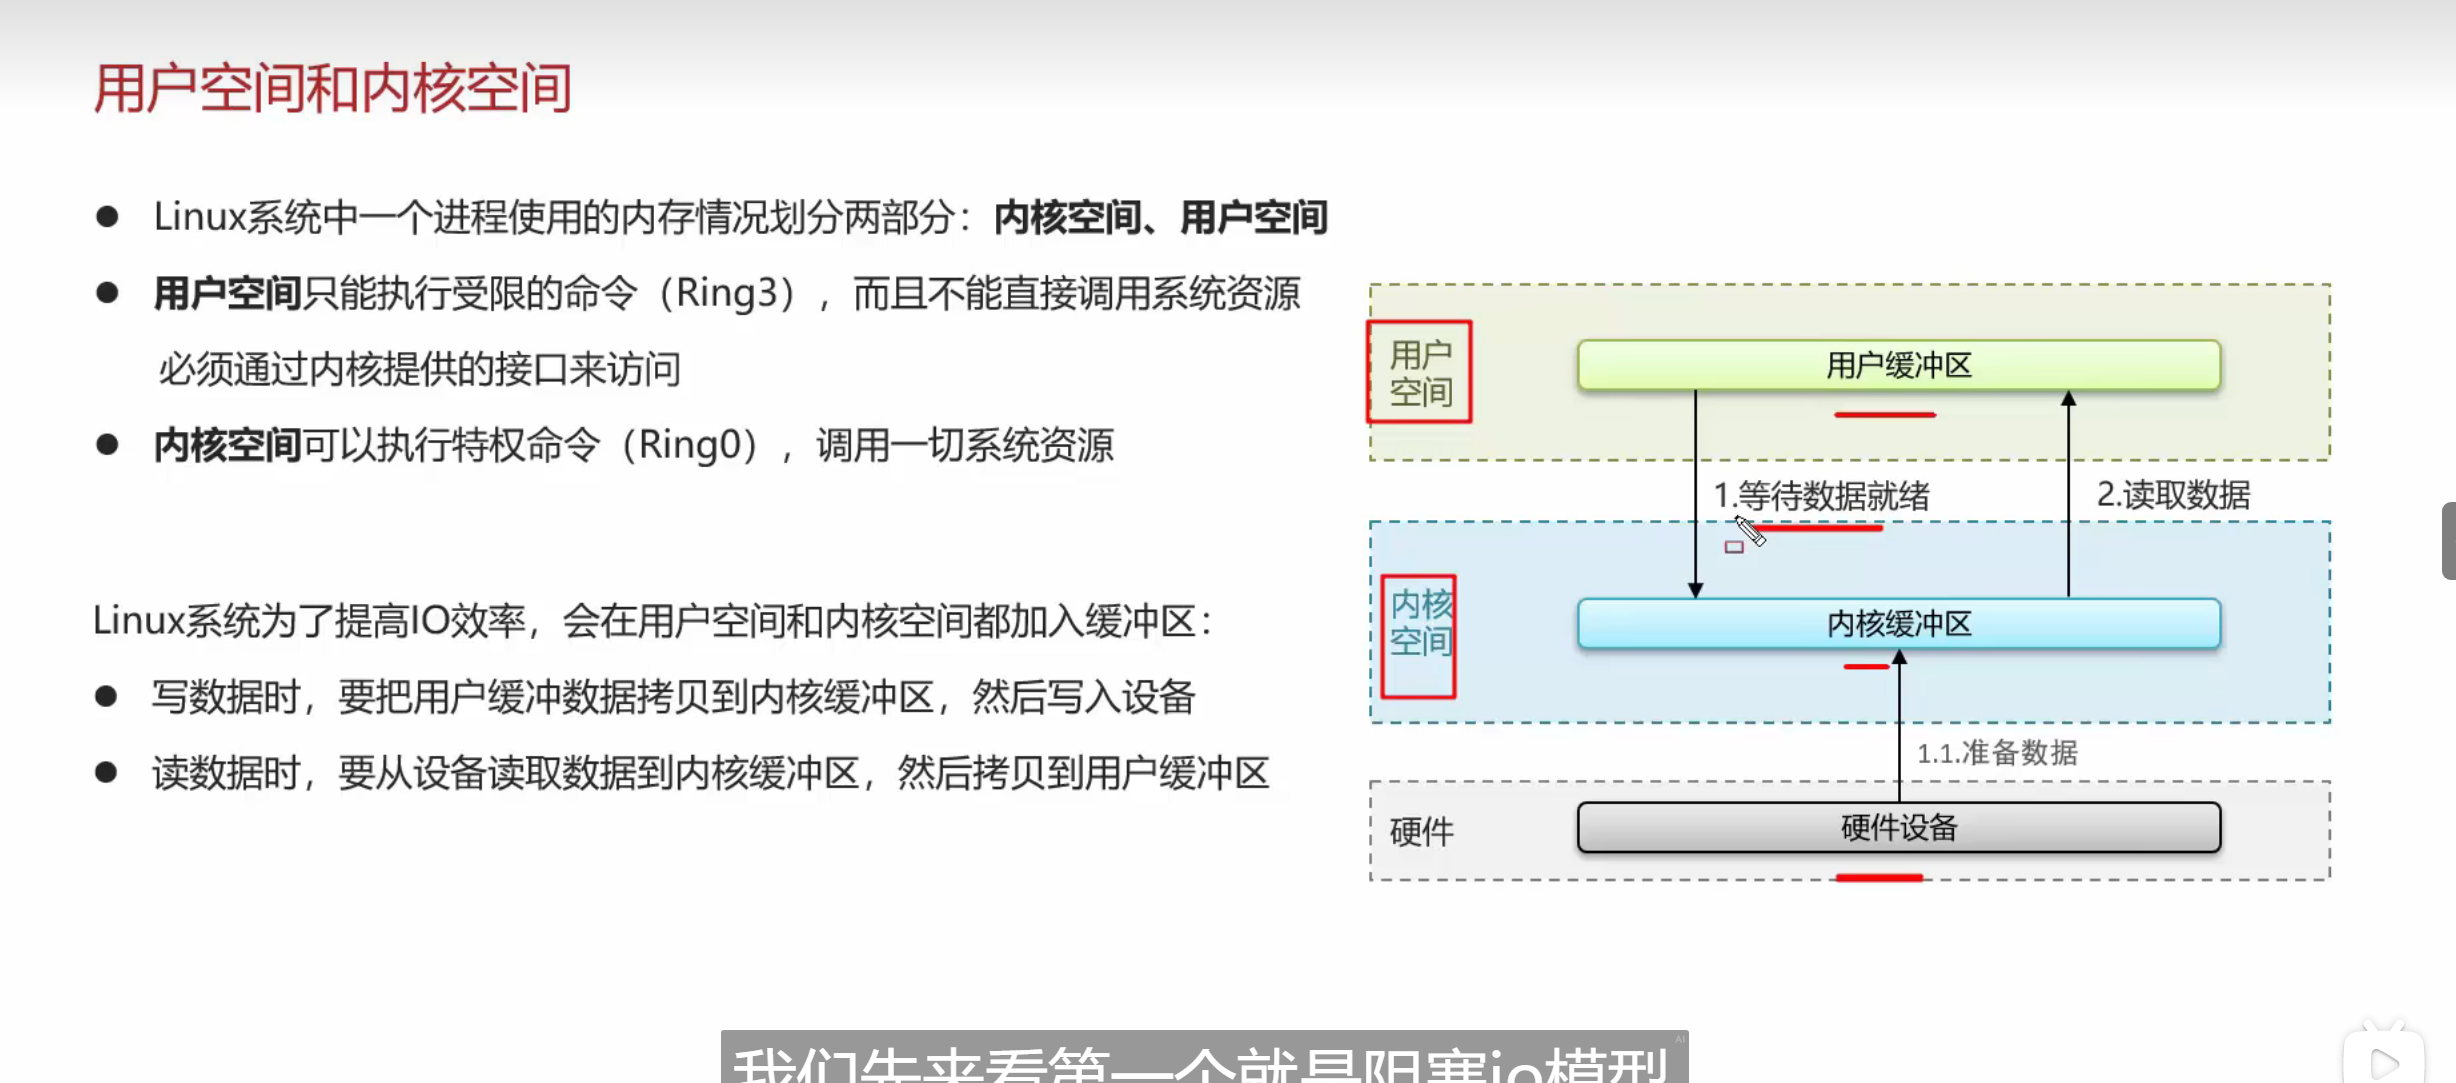 用户空间和内核空间
● Linux系统中一个进程使用的内存情况划分两部分：内核空间、用户空间
● 用户空间只能执行受限的命令（Ring3），而且不能直接调用系统资源
必须通过内核提供的接口来访问
● 内核空间可以执行特权命令（Ring0），调用一切系统资源
Linux系统为了提高IO效率，会在用户空间和内核空间都加入缓冲区：
● 写数据时，要把用户缓冲数据拷贝到内核缓冲区，然后写入设备
● 读数据时，要从设备读取数据到内核缓冲区，然后拷贝到用户缓冲区
用户
空间
用户缓冲区
1.等待数据就绪
2.读取数据
内核
空间
内核缓冲区
1.1.准备数据
硬件
硬件设备
我们先来看第一个就是阻塞io模型
AI